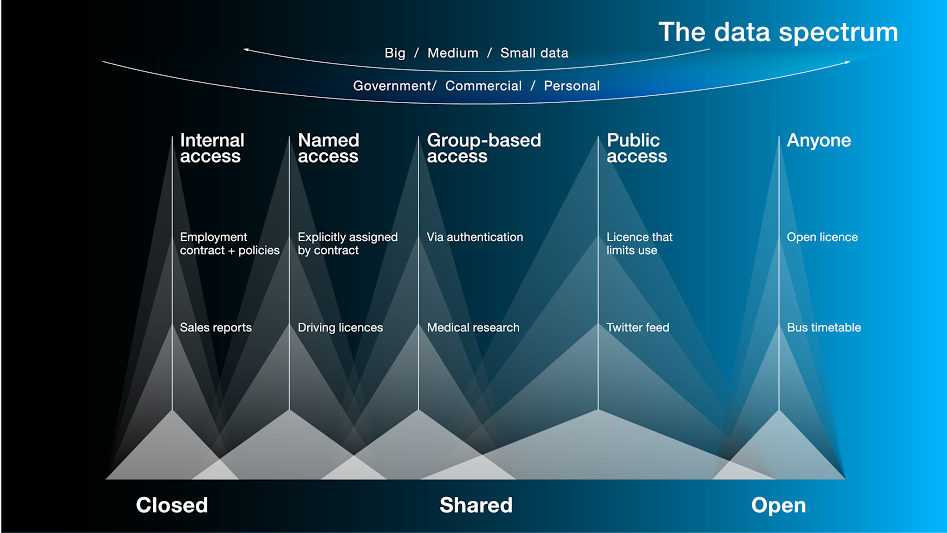 The data spectrum
Big / Medium / Small data
Government/ Commercial / Personal
Internal
access
Named
access
Group-based
access
Public
access
Anyone
Employment
contract + policies
Explicitly assigned
by contract
Via authentication
Licence that
limits use
Open licence
Sales reports
Driving licences
Medical research
Twitter feed
Bus timetable
Closed
Shared
Open